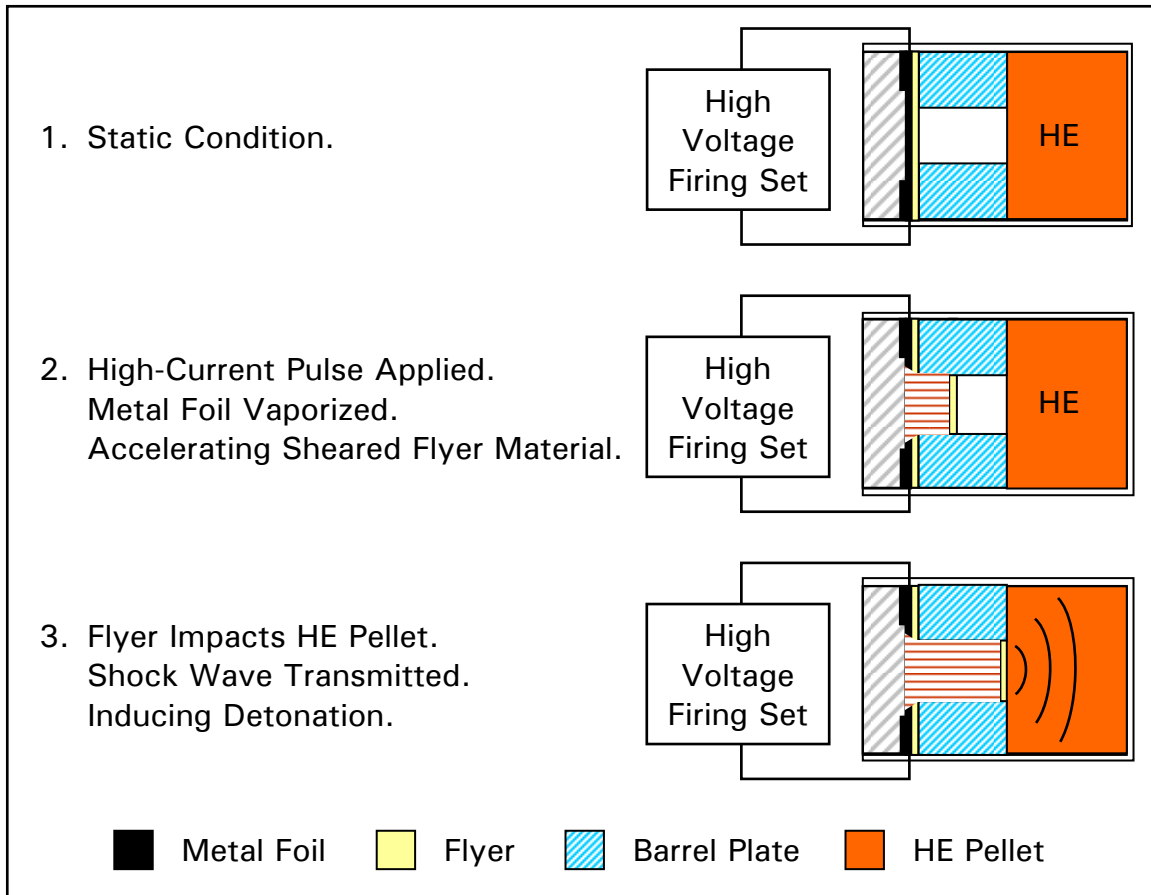 1. Static Condition.
High
Voltage
Firing Set
HE
2. High-Current Pulse Applied.
Metal Foil Vaporized.
Accelerating Sheared Flyer Material.
High
Voltage
Firing Set
HE
3. Flyer Impacts HE Pellet.
Shock Wave Transmitted.
Inducing Detonation.
High
Voltage
Firing Set
Metal Foil
Flyer
Barrel Plate
HE Pellet